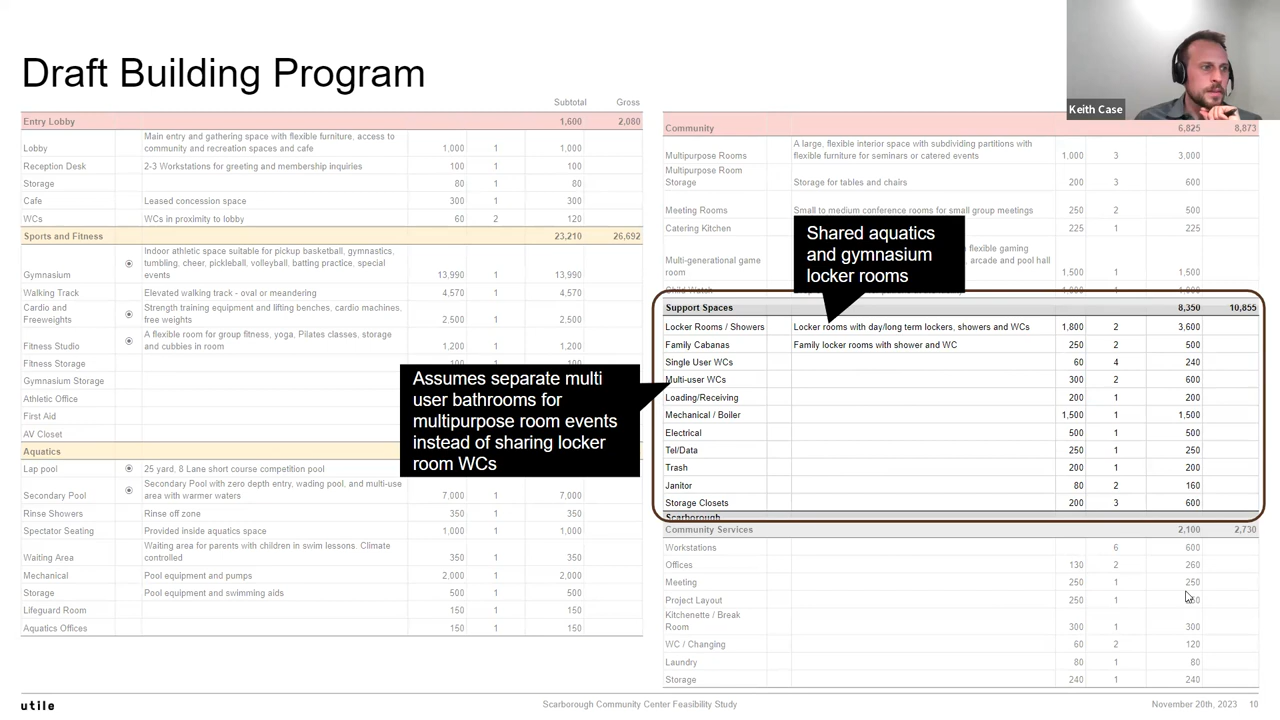 Keith Case
Draft Building Program
Subtotal Gross
Entry Lobby 1,600 2,080
Main entry and gathering space with flexible furniture, access to
Lobby community and recreation spaces and cafe 1,000 1 1,000
Reception Desk 2-3 Workstations for greeting and membership inquiries 100 1 100
Storage 80 1 80
Cafe Leased concession space 300 1 300
WCs WCs in proximity to lobby 60 2 120
Sports and Fitness 23,210 26,692
Indoor athletic space suitable for pickup basketball, gymnastics,
tumbling, cheer, pickleball, volleyball, batting practice, special
Gymnasium events 13,990 1 13,990
Walking Track Elevated walking track - oval or meandering 4,570 1 4,570
Cardio and Strength training equipment and lifting benches, cardio machines,
Freeweights free weights 2,500 1 2,500
A flexible room for group fitness, yoga, Pilates classes, storage
Fitness Studio and cubbies in room 1,200 1 1,200
Fitness Storage 100 1 100
Gymnasium Storage
Athletic Office
First Aid
AV Closet
Aquatics
Lap pool 25 yard, 8 Lane short course competition pool
Secondary Pool with zero depth entry, wading pool, and multi-use
Secondary Pool area with warmer waters 7,000 1 7,000
Rinse Showers Rinse off zone 350 1 350
Spectator Seating Provided inside aquatics space 1,000 1 1,000
Waiting area for parents with children in swim lessons. Climate
Waiting Area controlled 350 1 350
Mechanical Pool equipment and pumps 2,000 1 2,000
Storage Pool equipment and swimming aids 500 1 500
Lifeguard Room 150 1 150
Aquatics Offices 150 1 150
Assumes separate multi
user bathrooms for
multipurpose room events
instead of sharing locker
room WCs
Community 6,825 8,873
A large, flexible interior space with subdividing partitions with
Multipurpose Rooms flexible furniture for seminars or catered events 1,000 3 3,000
Multipurpose Room
Storage Storage for tables and chairs 200 3 600
Meeting Rooms Small to medium conference rooms for small group meetings 250 2 500
Catering Kitchen 225 1 225
flexible gaming
Multi-generational game arcade and pool hall
room 1,500 1 1,500
Child Watch 1,000 1 1,000
Shared aquatics
and gymnasium
locker rooms
Support Spaces 8,350 10,855
Locker Rooms / Showers Locker rooms with day/long term lockers, showers and WCs 1,800 2 3,600
Family Cabanas Family locker rooms with shower and WC 250 2 500
Single User WCs 60 4 240
Multi-user WCs 300 2 600
Loading/Receiving 200 1 200
Mechanical / Boiler 1,500 1 1,500
Electrical 500 1 500
Tel/Data 250 1 250
Trash 200 1 200
Janitor 80 2 160
Storage Closets 200 3 600
Scarborough
Community Services 2,100 2,730
Workstations 6 600
Offices 130 2 260
Meeting 250 1 250
Project Layout 250 1
Kitchenette / Break
Room 300 1 300
WC / Changing 60 2 120
Laundry 80 1 80
Storage 240 1 240
utile Scarborough Community Center Feasibility Study November 20th, 2023 10